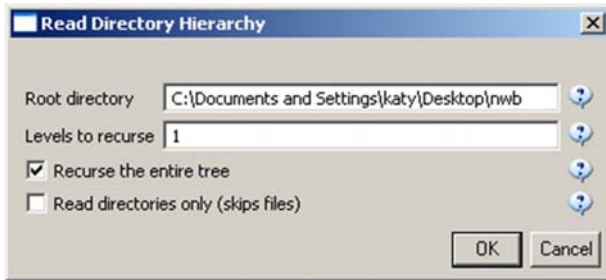 Read Directory Hierarchy
Root directory C:\Documents and Settings\katy\Desktop\nwb
Levels to recurse 1
Recurse the entire tree
Read directories only (skips files)
OK Cancel